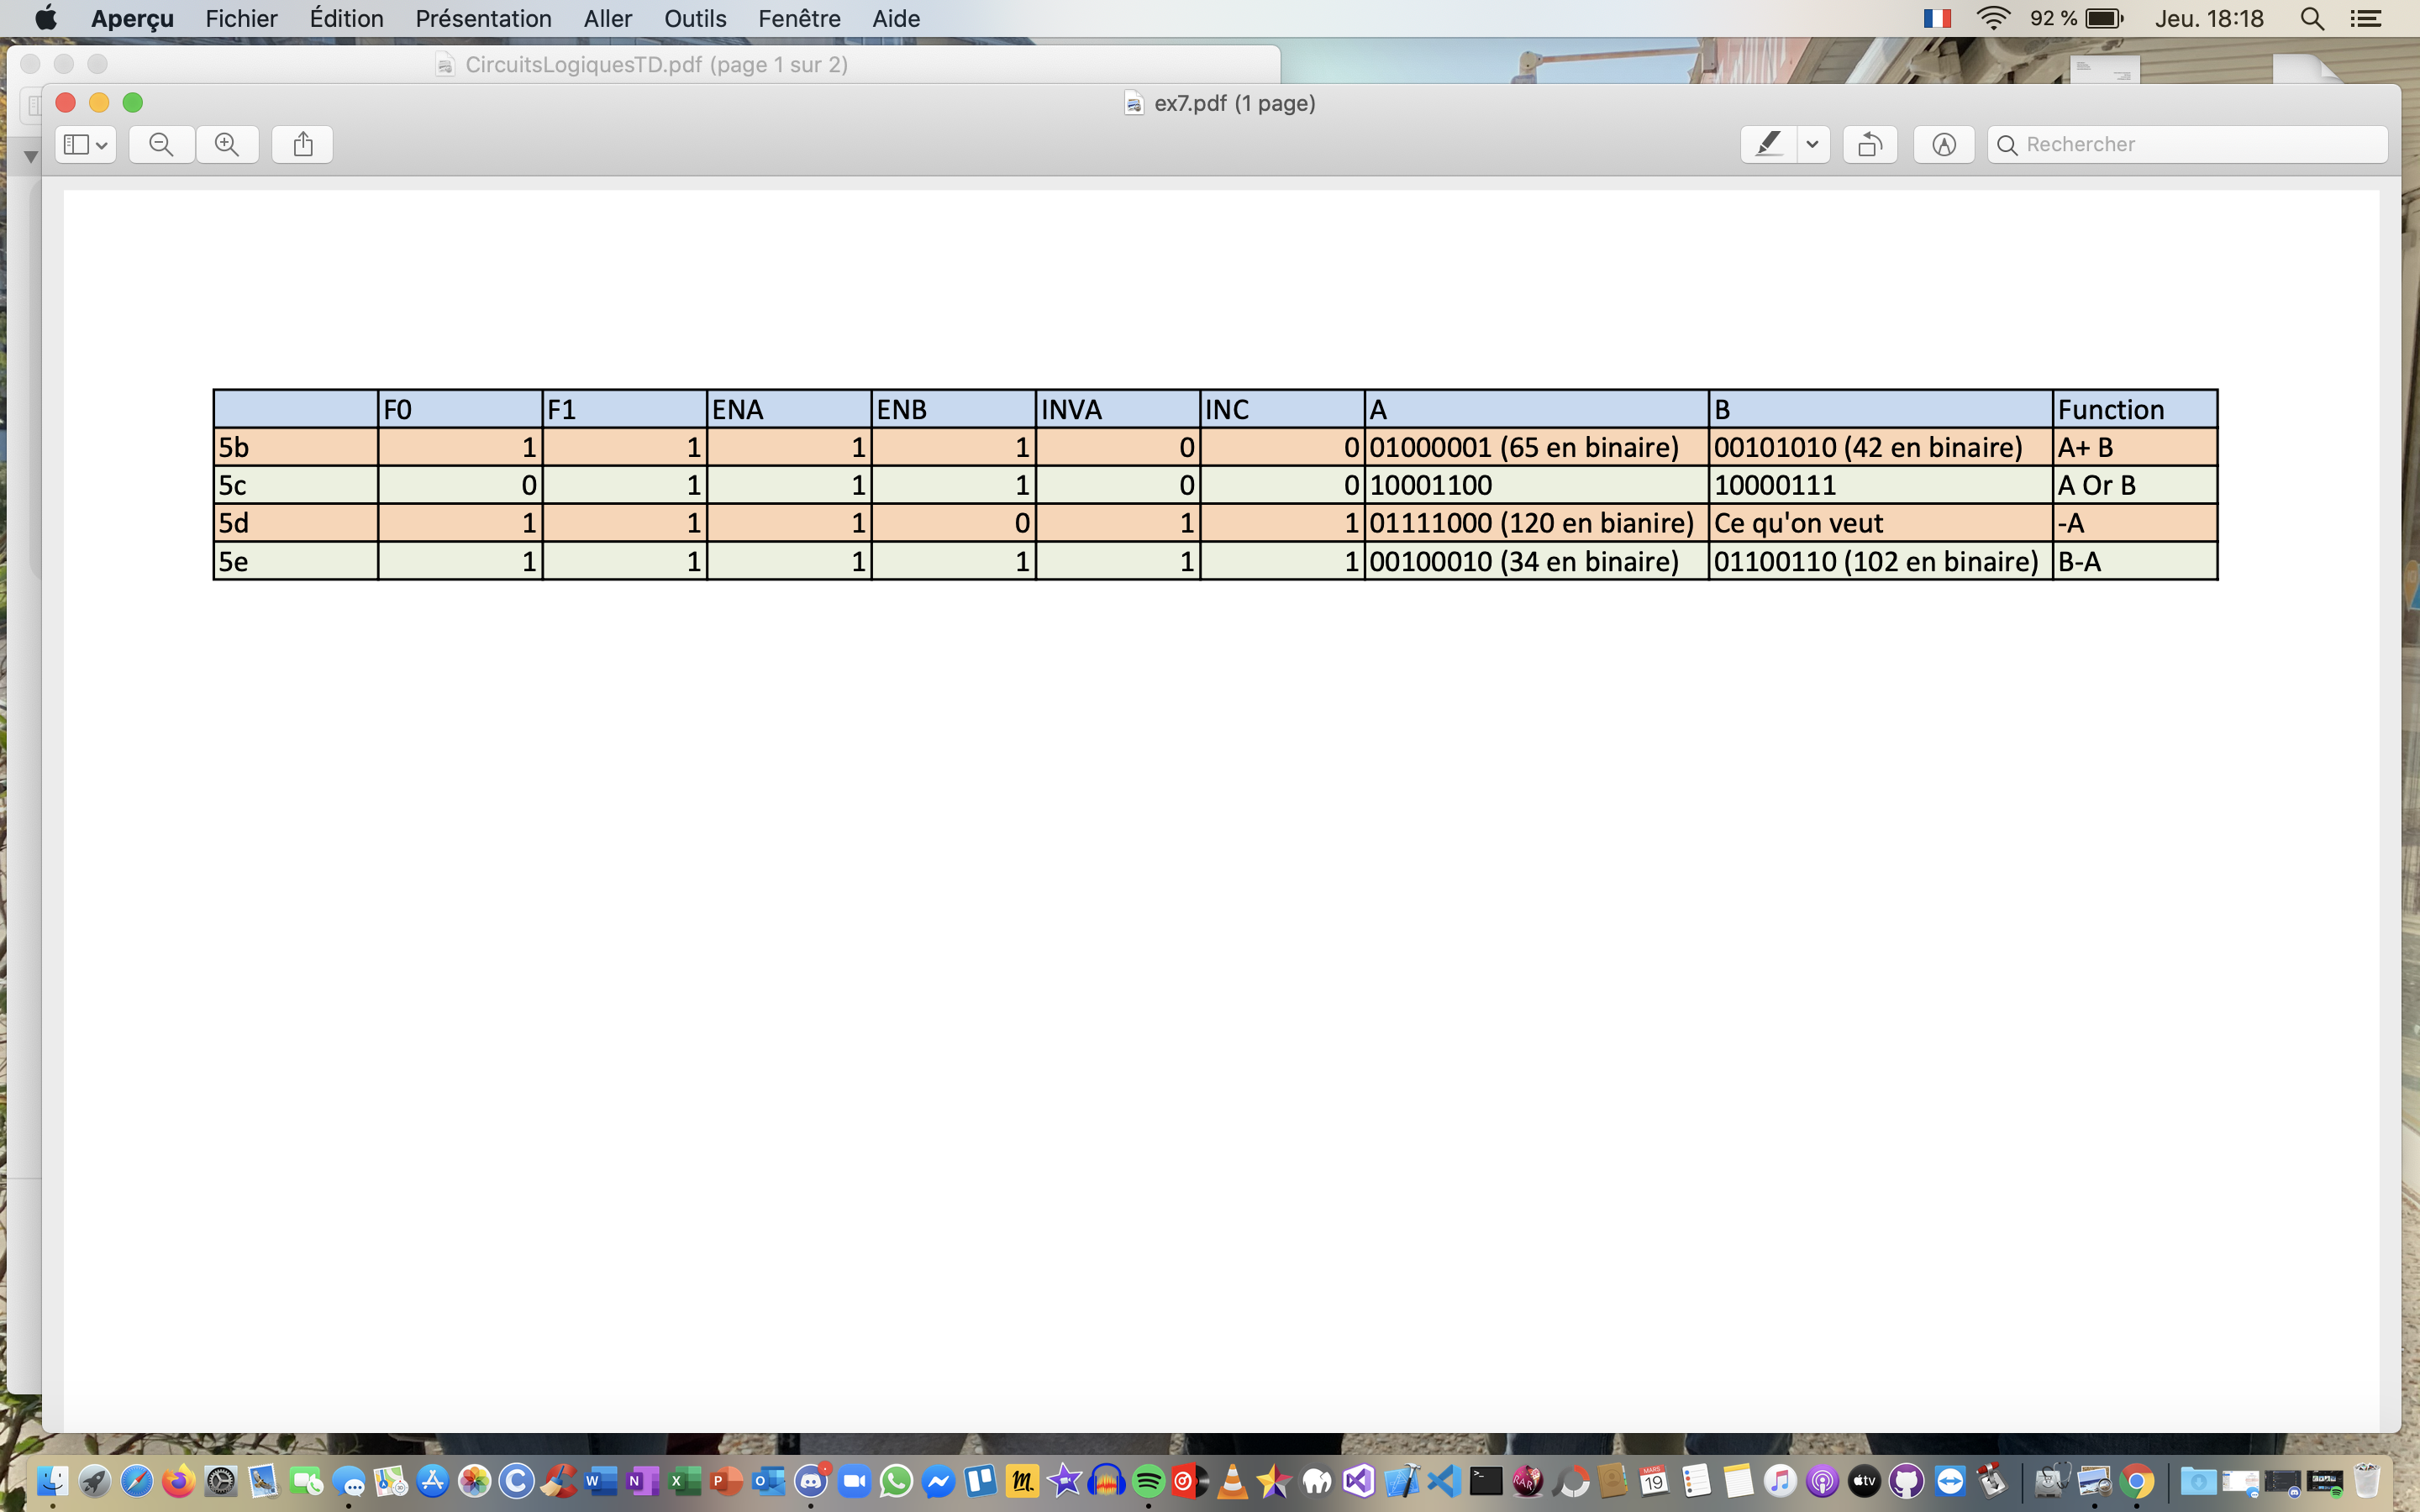 Aperçu Fichier Édition Présentation Aller Outils Fenêtre Aide 92 % Jeu. 18:18
CircuitsLogiquesTD.pdf (page 1 sur 2)
ex7.pdf (1 page)
Rechercher
F0 F1 ENA ENB INVA INC A B Function
5b 1 1 1 1 0 0 01000001 (65 en binaire) 00101010 (42 en binaire) A+ B
5c 0 1 1 1 0 0 10001100 10000111 A Or B
5d 1 1 1 0 1 1 01111000 (120 en bianire) Ce qu'on veut -A
5e 1 1 1 1 1 1 00100010 (34 en binaire) 01100110 (102 en binaire) B-A
MARS
19
tv